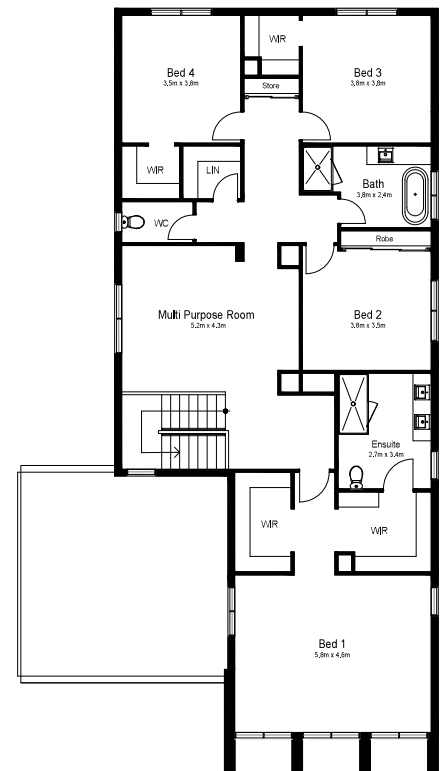 WIR
Bed 4
3,5m x 3,8m
Bed 3
3,8m x 3,8m
Store
WIR
LIN
Bath
3,8m x 2,4m
WC
Robe
Multi Purpose Room
5.2m x 4.3m
Bed 2
3.8m x 3.5m
Ensuite
2.7m x 3.4m
WIR
WIR
Bed 1
5,8m x 4,6m